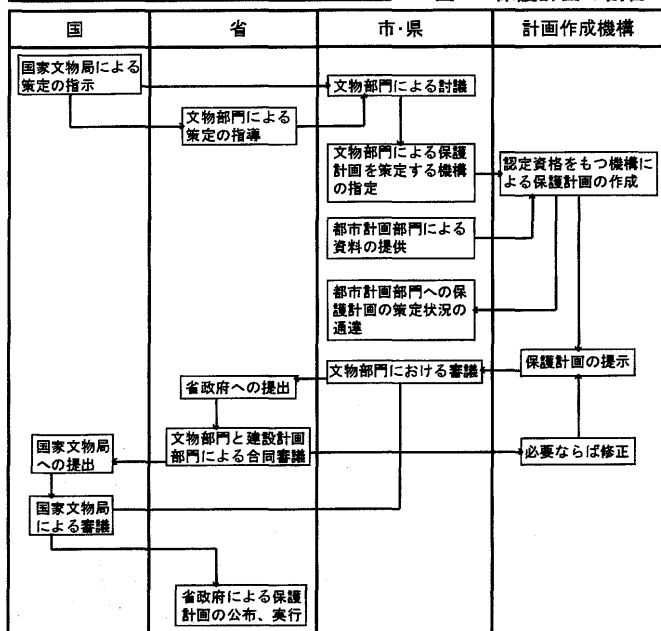 国
省
市・県
計画作成機構
国家文物局による
策定の指示
文物部門による
策定の指導
文物部門による討議
文物部門による保護
計画を策定する機構
の指定
認定資格をもつ機構に
よる保護計画の作成
都市計画部門による
資料の提供
都市計画部門への保
護計画の策定状況の
通達
保護計画の提示
文物部門における審議
省政府への提出
文物部門と建設計画
部門による合同審議
国家文物局
への提出
必要ならば修正
国家文物局
による審議
省政府による保護
計画の公布、実行